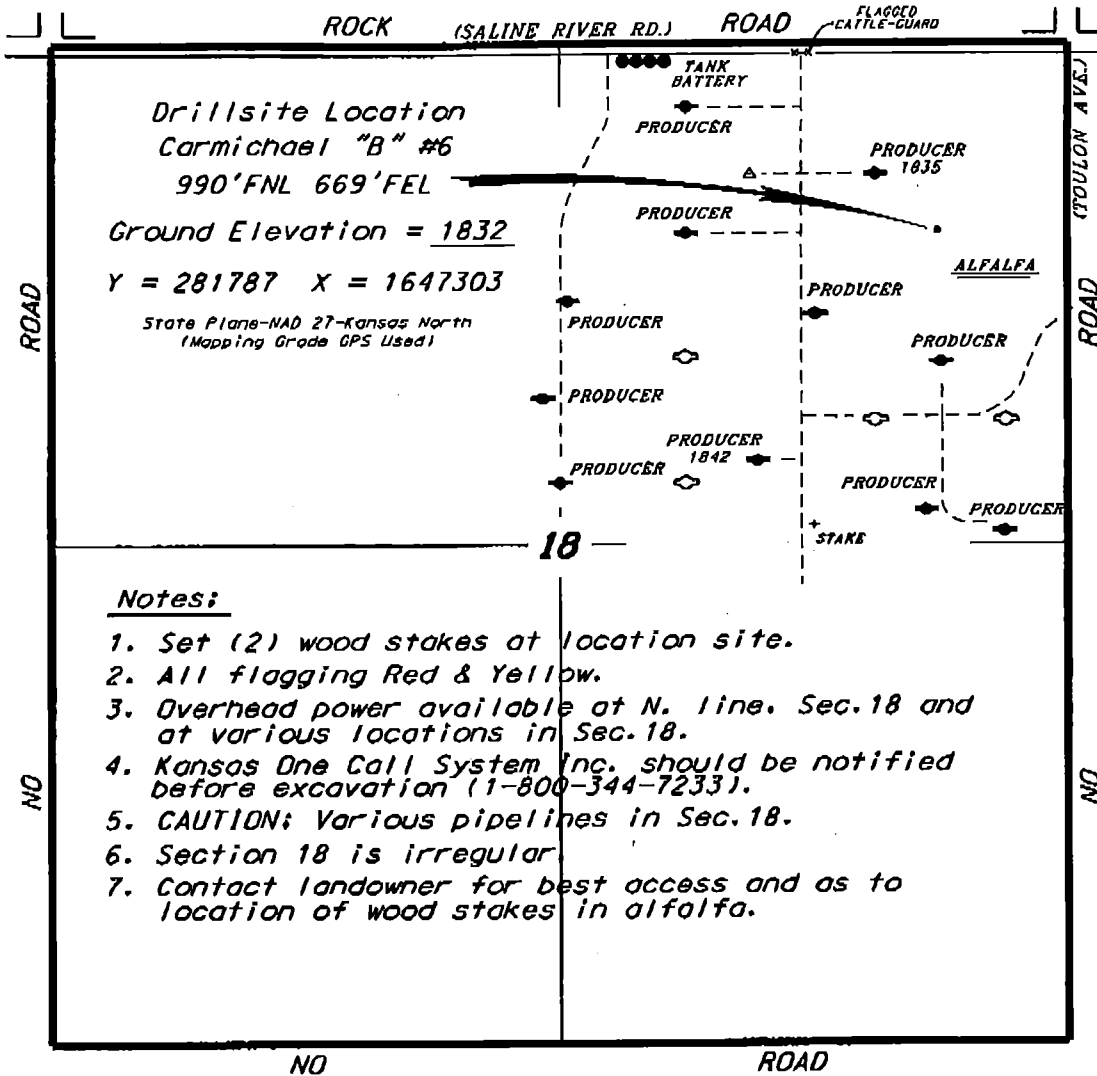 ROCK (SALINE RIVER RD.) ROAD
FLAGGED
CATTLE-GUARD
TANK
BATTERY
PRODUCER
Drillsite Location
Carmichael "B" #6
990'FNL 669'FEL
Ground Elevation = 1832
Y = 281787 X = 1647303
State Plane-NAD 27-Kansas North
(Mapping Grade GPS Used)
PRODUCER
1835
PRODUCER
ALFALFA
PRODUCER
PRODUCER
PRODUCER
PRODUCER
PRODUCER
1842
PRODUCER
PRODUCER
PRODUCER
STAKE
18
ROAD
NO
(TOULON AVE.)
ROAD
NO
Notes:
1. Set (2) wood stakes at location site.
2. All flagging Red & Yellow.
3. Overhead power available at N. line. Sec.18 and
at various locations in Sec.18.
4. Kansas One Call System Inc. should be notified
before excavation (1-800-344-7233).
5. CAUTION: Various pipelines in Sec.18.
6. Section 18 is irregular.
7. Contact landowner for best access and as to
location of wood stakes in alfalfa.
NO ROAD